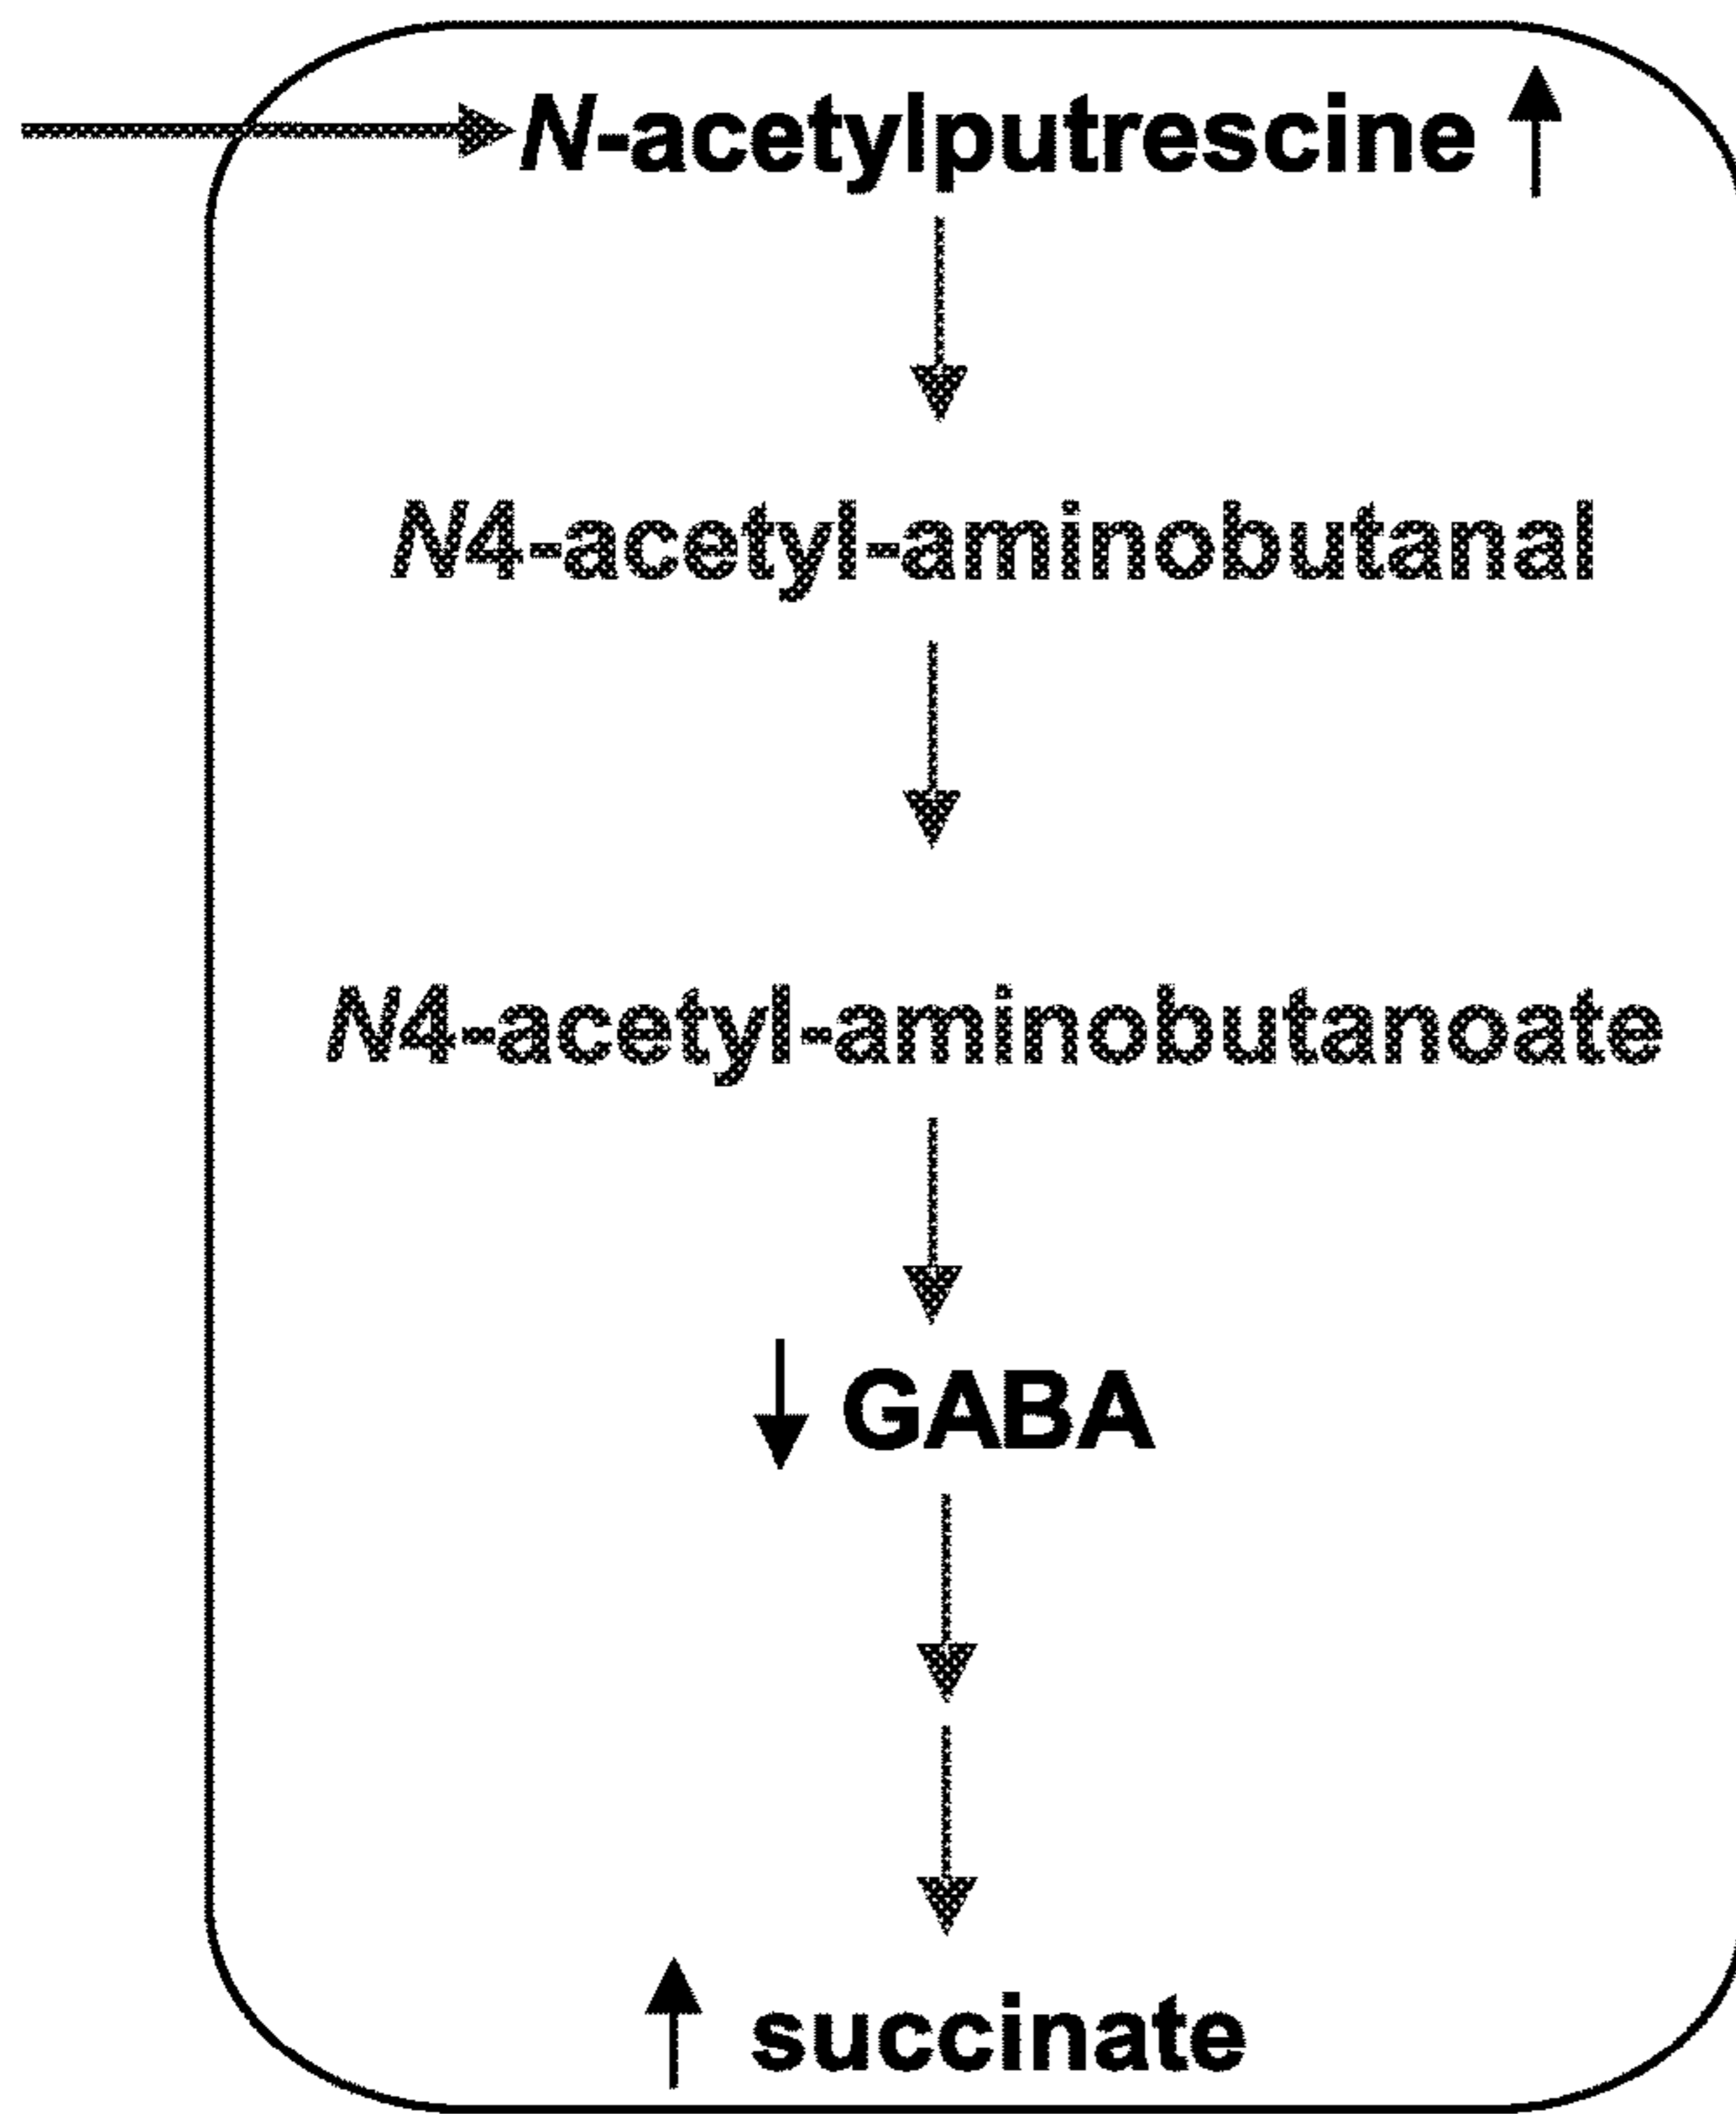 N-acetylputrescine
N4-acetyl-aminobutanal
N4-acetyl-aminobutanoate
GABA
succinate